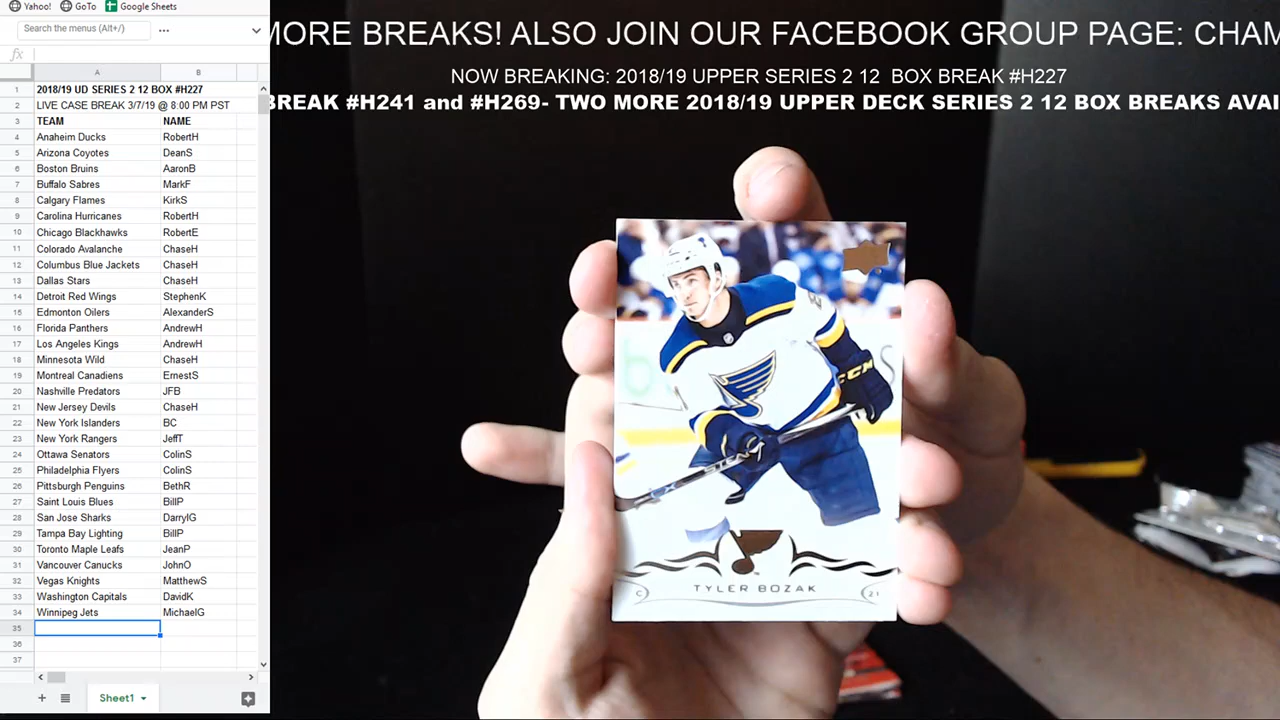 Yahoo!
GoTo
Google Sheets
Search the menus (Alt+/)
MORE BREAKS! ALSO JOIN OUR FACEBOOK GROUP PAGE: CHAM
NOW BREAKING: 2018/19 UPPER SERIES 2 12 BOX BREAK #H227
BREAK #H241 and #H269- TWO MORE 2018/19 UPPER DECK SERIES 2 12 BOX BREAKS AVAI
fx
A B
1 2018/19 UD SERIES 2 12 BOX #H227
2 LIVE CASE BREAK 3/7/19 @ 8:00 PM PST
3 TEAM NAME
4 Anaheim Ducks RobertH
5 Arizona Coyotes DeanS
6 Boston Bruins AaronB
7 Buffalo Sabres MarkF
8 Calgary Flames KirkS
9 Carolina Hurricanes RobertH
10 Chicago Blackhawks RobertE
11 Colorado Avalanche ChaseH
12 Columbus Blue Jackets ChaseH
13 Dallas Stars ChaseH
14 Detroit Red Wings StephenK
15 Edmonton Oilers AlexanderS
16 Florida Panthers AndrewH
17 Los Angeles Kings AndrewH
18 Minnesota Wild ChaseH
19 Montreal Canadiens ErnestS
20 Nashville Predators JFB
21 New Jersey Devils ChaseH
22 New York Islanders BC
23 New York Rangers JeffT
24 Ottawa Senators ColinS
25 Philadelphia Flyers ColinS
26 Pittsburgh Penguins BethR
27 Saint Louis Blues BillP
28 San Jose Sharks DarrylG
29 Tampa Bay Lighting BillP
30 Toronto Maple Leafs JeanP
31 Vancouver Canucks JohnO
32 Vegas Knights MatthewS
33 Washington Capitals DavidK
34 Winnipeg Jets MichaelG
35
36
37
Sheet1
CCM
TYLER BOZAK
C 21